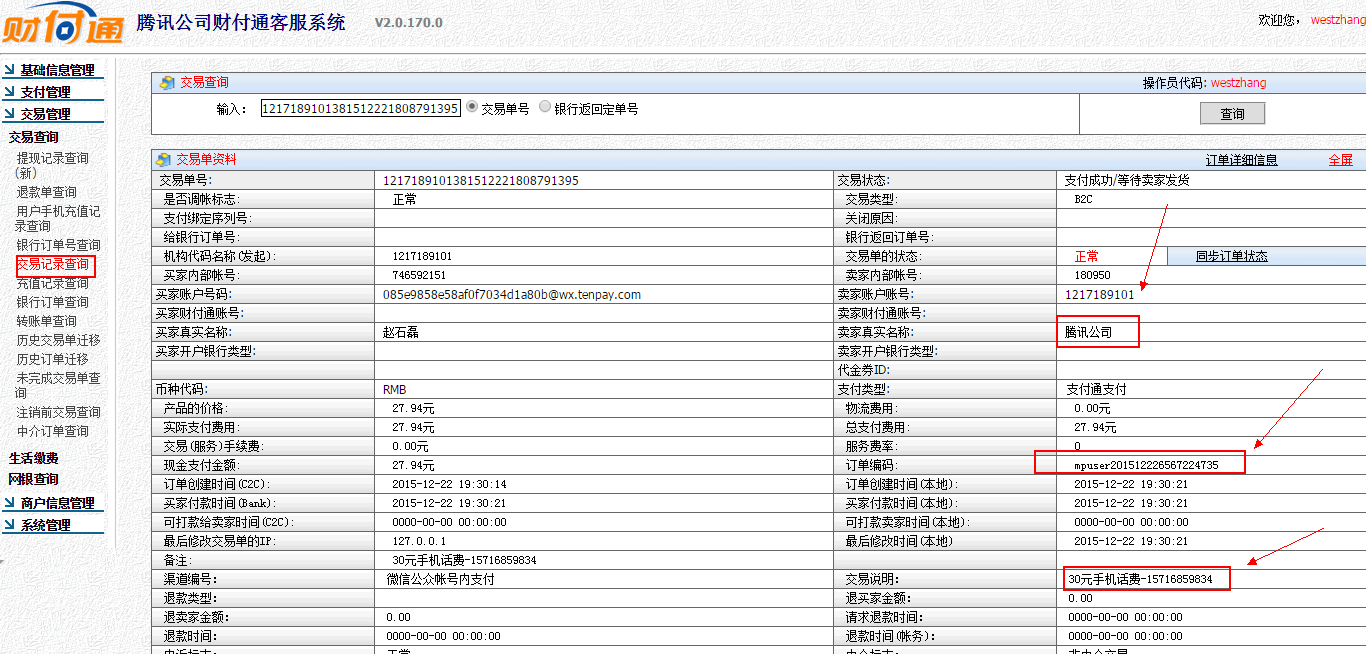 财付通 腾讯公司财付通客服系统 V2.0.170.0 欢迎您， westzhang
基础信息管理
支付管理
交易管理
交易查询
提现记录查询
(新)
退款单查询
用户手机充值记
录查询
银行订单号查询
交易记录查询
充值记录查询
银行订单查询
转账单查询
历史交易单迁移
历史订单迁移
未完成交易单查
询
注销前交易查询
中介订单查询
生活缴费
网银查询
商户信息管理
系统管理
交易查询 操作员代码: westzhang
输入： 1217189101381512221808791395 交易单号 银行返回定单号 查询
交易单资料 订单详细信息 全屏
交易单号: 1217189101381512221808791395 交易状态: 支付成功/等待卖家发货
是否调帐标志: 正常 交易类型: B2C
支付绑定序列号: 关闭原因:
给银行订单号: 银行返回订单号:
机构代码名称(发起): 1217189101 交易单的状态: 正常 同步订单状态
买家内部帐号: 746592151 卖家内部帐号: 180950
买家账户号码: 085e9858e58af0f7034d1a80b@wx.tenpay.com 卖家账户账号: 1217189101
买家财付通账号: 卖家财付通账号:
买家真实名称: 赵石磊 卖家真实名称: 腾讯公司
买家开户银行类型: 卖家开户银行类型:
代金券ID:
币种代码: RMB 支付类型: 支付通支付
产品的价格: 27.94元 物流费用: 0.00元
实际支付费用: 27.94元 总支付费用: 27.94元
交易(服务)手续费: 0.00元 服务费率: 0
现金支付金额: 27.94元 订单编码: mpuser201512226567224735
订单创建时间(C2C): 2015-12-22 19:30:14 订单创建时间(本地): 2015-12-22 19:30:21
买家付款时间(Bank): 2015-12-22 19:30:21 买家付款时间(本地): 2015-12-22 19:30:21
可打款给卖家时间(C2C): 0000-00-00 00:00:00 可打款卖家时间(本地): 0000-00-00 00:00:00
最后修改交易单的IP: 127.0.0.1 最后修改时间(本地) 2015-12-22 19:30:21
备注: 30元手机话费-15716859834
渠道编号: 微信公众帐号内支付 交易说明: 30元手机话费-15716859834
退款类型: 退买家金额: 0.00
退卖家金额: 0.00 请求退款时间: 0000-00-00 00:00:00
退款时间: 0000-00-00 00:00:00 退款时间(帐务): 0000-00-00 00:00:00